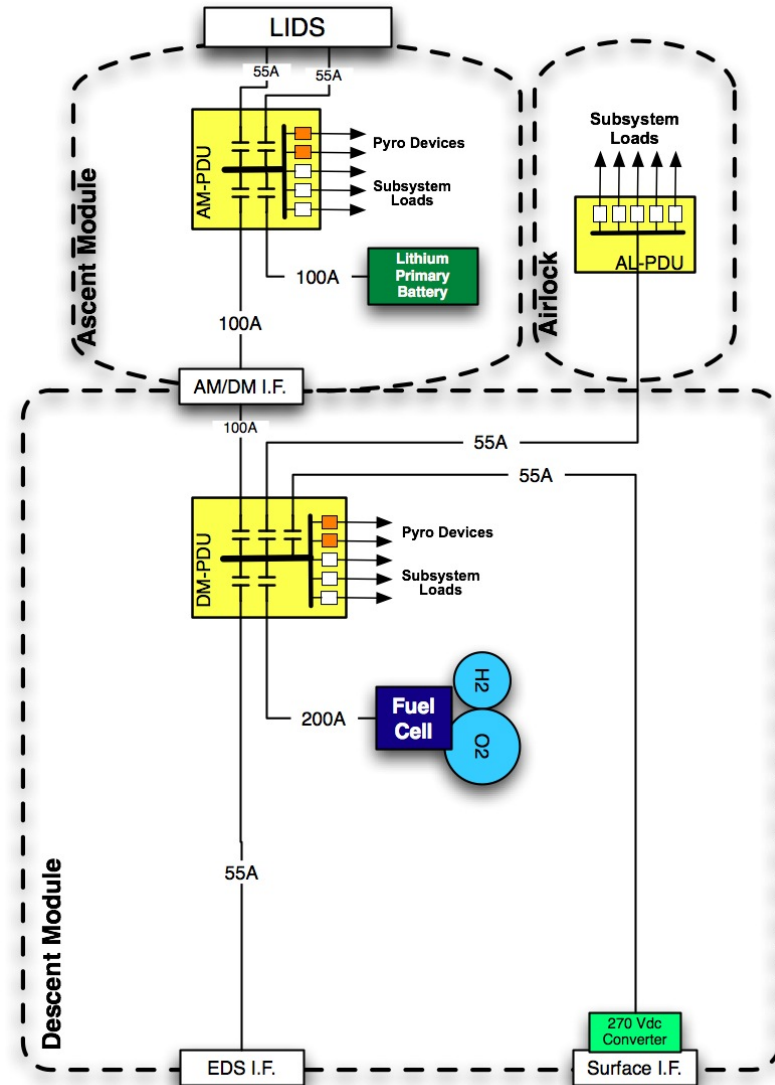 LIDS
55A
55A
AM-PDU
Pyro Devices
Subsystem
Loads
100A
Lithium
Primary
Battery
100A
Ascent Module
Subsystem
Loads
AL-PDU
Airlock
AM/DM I.F.
100A
55A
55A
DM-PDU
Pyro Devices
Subsystem
Loads
200A
Fuel
Cell
H2
O2
55A
Descent Module
270 Vdc
Converter
EDS I.F.
Surface I.F.